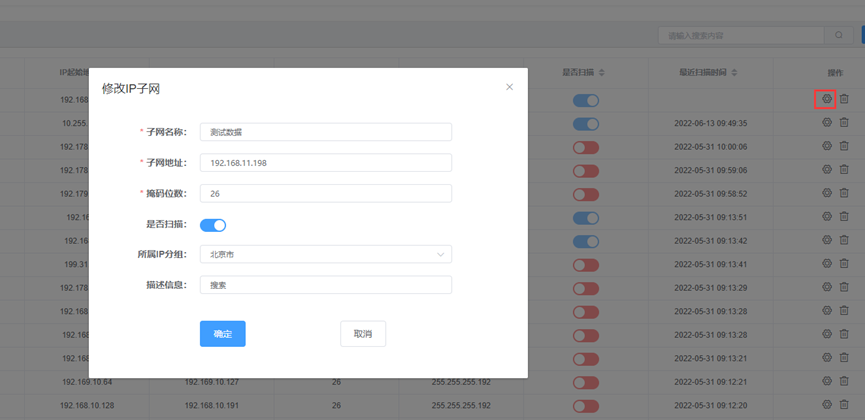 请输入搜索内容
IP起始地
是否扫描
最近扫描时间
操作
修改IP子网
* 子网名称: 测试数据
* 子网地址: 192.168.11.198
* 掩码位数: 26
是否扫描:
所属IP分组: 北京市
描述信息: 搜索
确定
取消
192.168
10.255. 2022-06-13 09:49:35
192.178 2022-05-31 10:00:06
192.178 2022-05-31 09:59:06
192.179 2022-05-31 09:58:52
192.16 2022-05-31 09:13:51
192.16 2022-05-31 09:13:42
199.31 2022-05-31 09:13:41
192.178 2022-05-31 09:13:29
192.168 2022-05-31 09:13:28
192.168 2022-05-31 09:13:28
192.168 2022-05-31 09:13:21
192.169.10.64 192.169.10.127 26 255.255.255.192 2022-05-31 09:12:21
192.168.10.128 192.168.10.191 26 255.255.255.192 2022-05-31 09:12:20